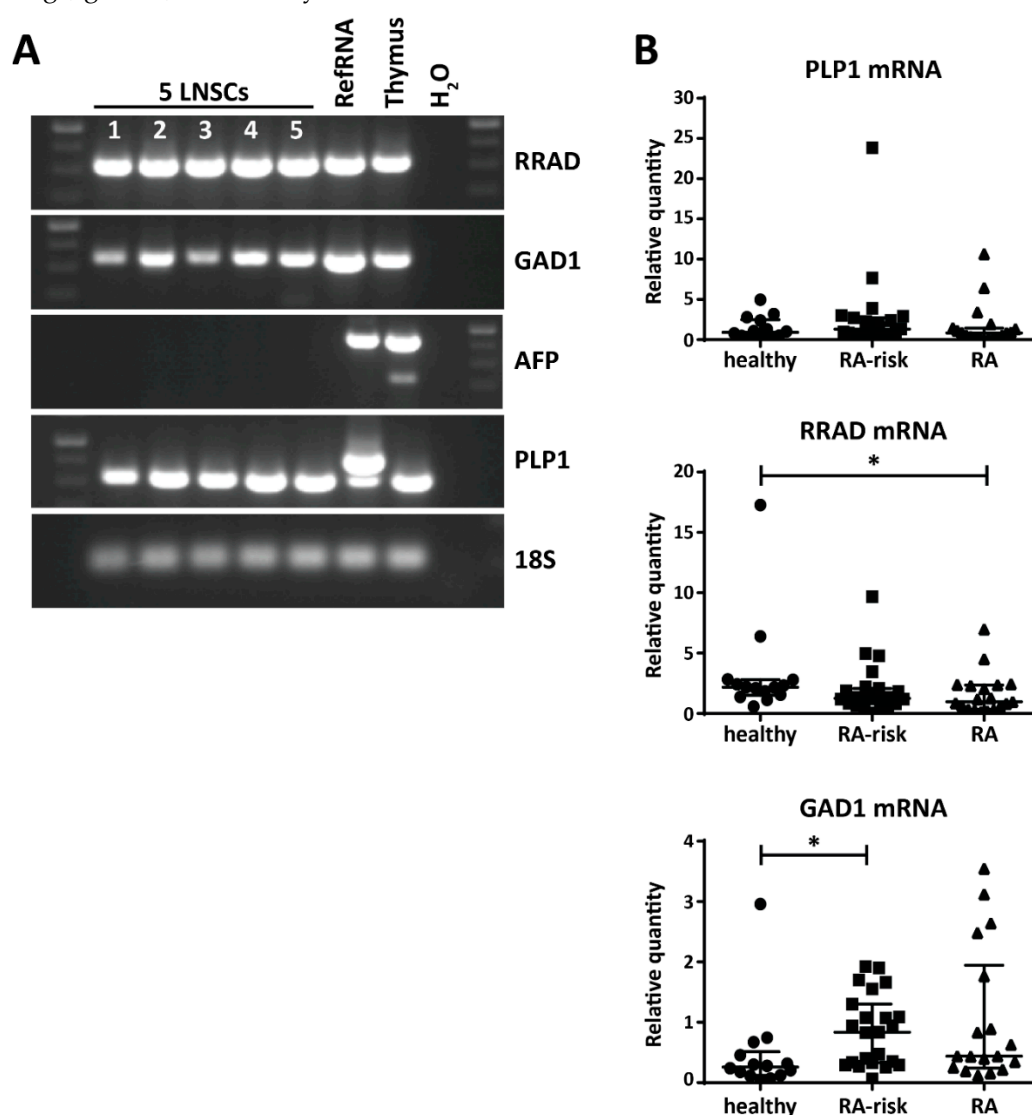 A
5 LNSCs
RefRNA
Thymus
H₂O
1 2 3 4 5
RRAD
GAD1
AFP
PLP1
18S
B
PLP1 mRNA
Relative quantity
30
25
20
15
10
5
0
healthy RA-risk RA
RRAD mRNA
*
Relative quantity
20
15
10
5
0
healthy RA-risk RA
GAD1 mRNA
*
Relative quantity
4
3
2
1
0
healthy RA-risk RA